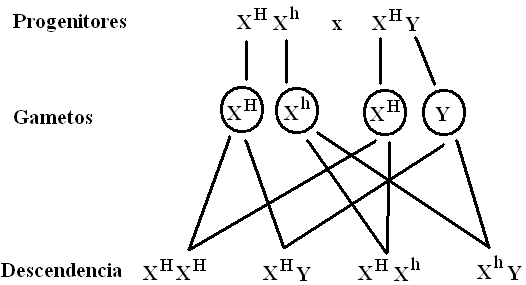 Progenitores X^H X^h x X^H Y
Gametos X^H X^h X^H Y
Descendencia X^H X^H X^H Y X^H X^h X^h Y